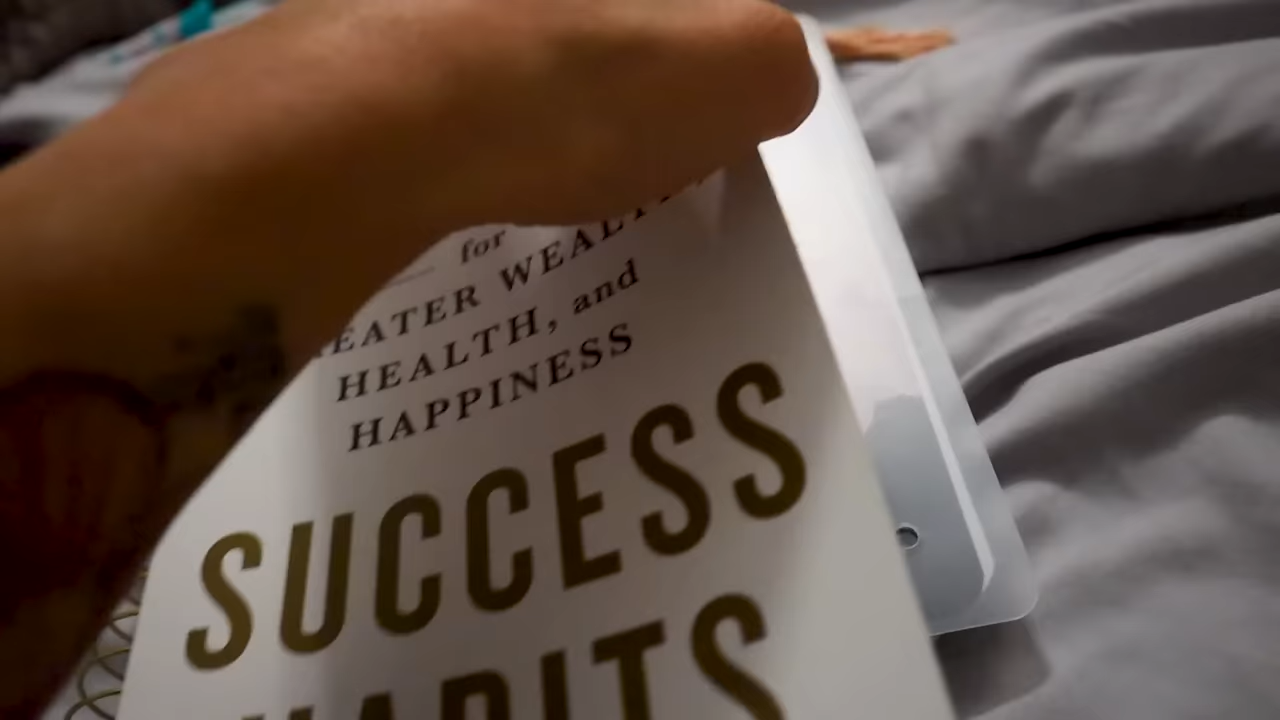 for
EATER WEALTH,
HEALTH, and
HAPPINESS
SUCCESS
HABITS